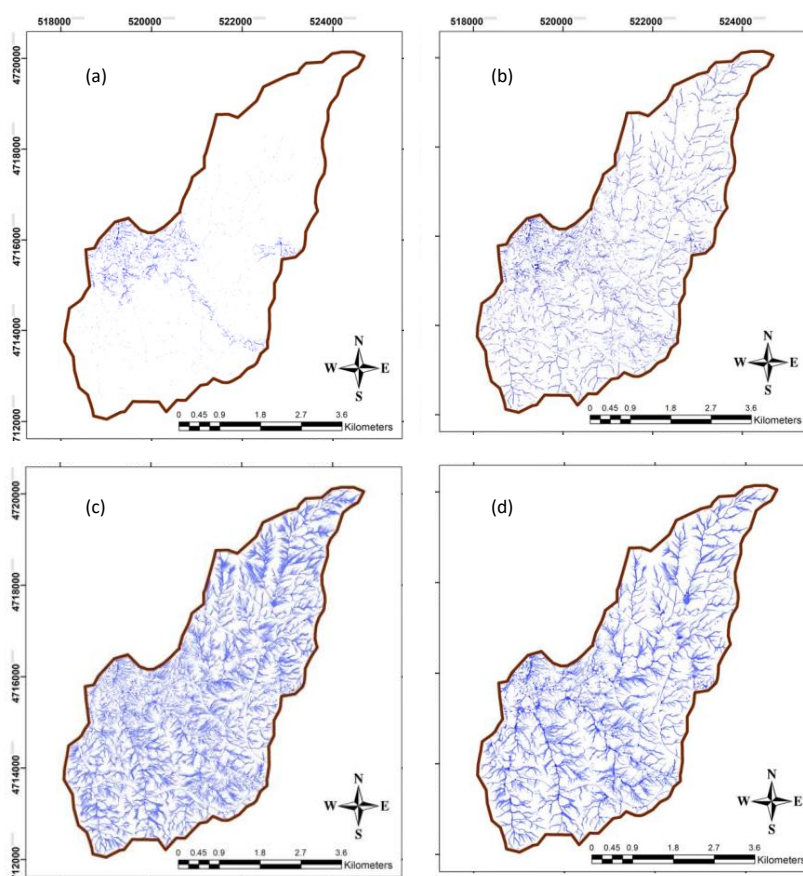 518000 520000 522000 524000
518000 520000 522000 524000
(a)
(b)
4720000
4718000
4716000
4714000
712000
N
W E
S
N
W E
S
0 0.45 0.9 1.8 2.7 3.6
Kilometers
0 0.45 0.9 1.8 2.7 3.6
Kilometers
(c)
(d)
4720000
4718000
4716000
4714000
712000
N
W E
S
N
W E
S
0 0.45 0.9 1.8 2.7 3.6
Kilometers
0 0.45 0.9 1.8 2.7 3.6
Kilometers